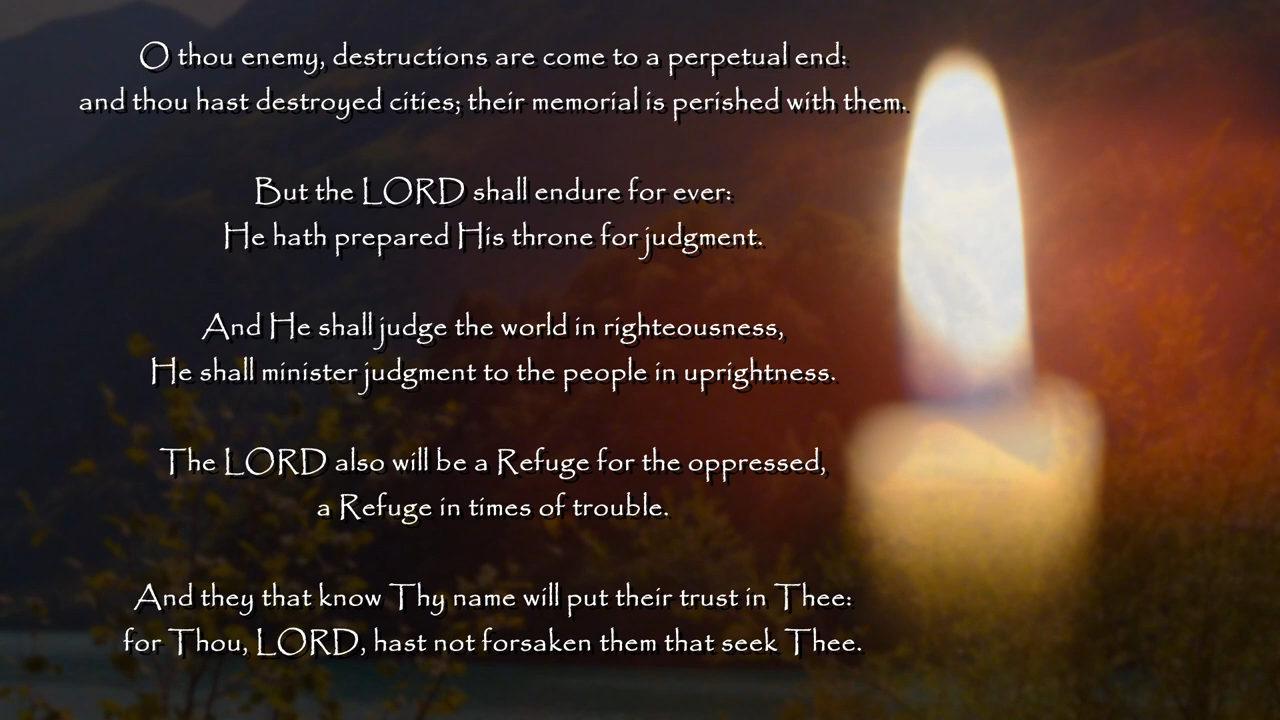 O thou enemy, destructions are come to a perpetual end:
and thou hast destroyed cities; their memorial is perished with them.
But the LORD shall endure for ever:
He hath prepared His throne for judgment.
And He shall judge the world in righteousness,
He shall minister judgment to the people in uprightness.
The LORD also will be a Refuge for the oppressed,
a Refuge in times of trouble.
And they that know Thy name will put their trust in Thee:
for Thou, LORD, hast not forsaken them that seek Thee.